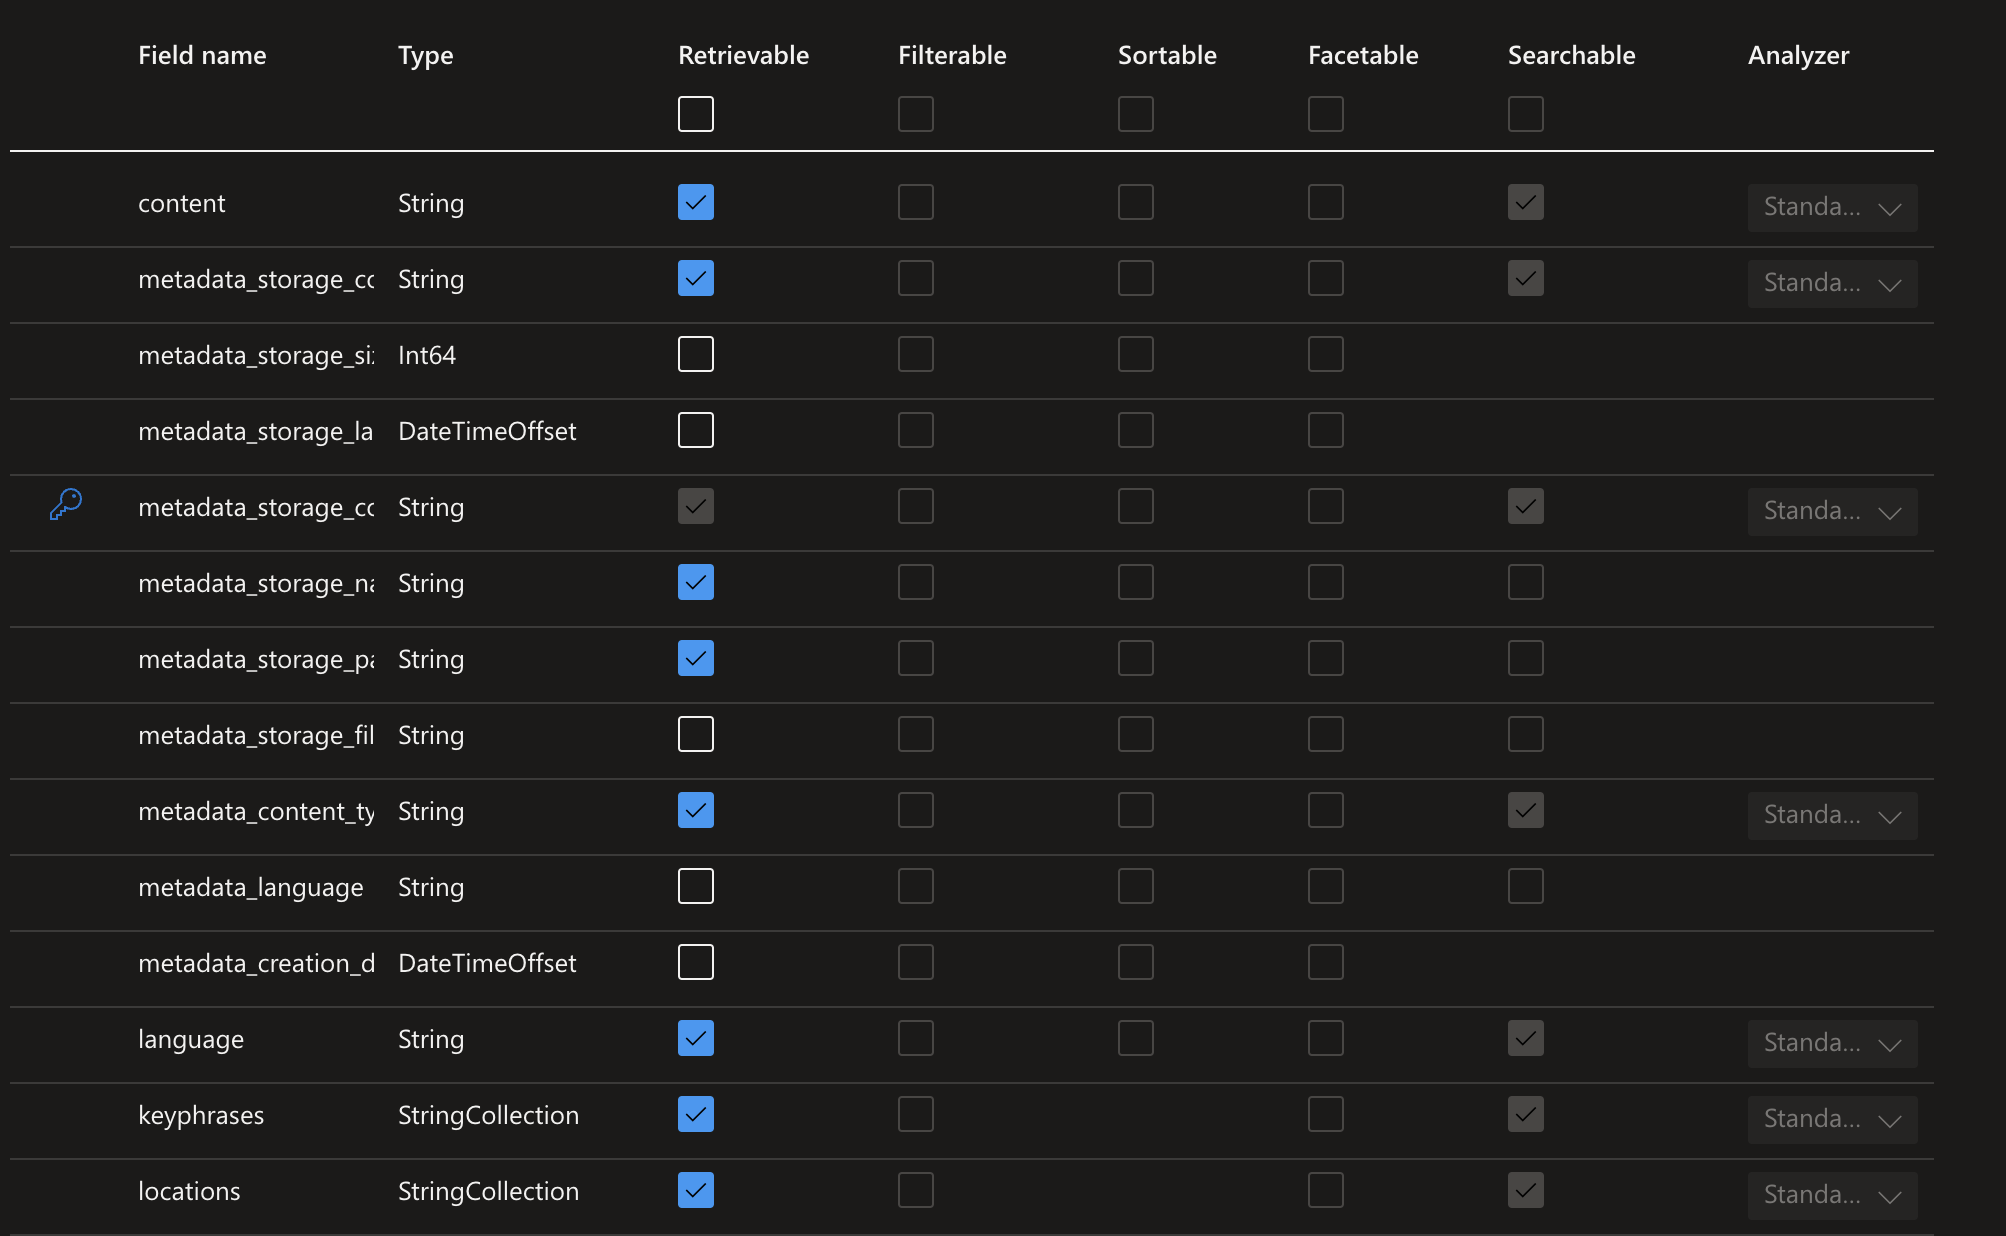 Field name Type Retrievable Filterable Sortable Facetable Searchable Analyzer
content String Standa...
metadata_storage_cc String Standa...
metadata_storage_si Int64
metadata_storage_la DateTimeOffset
metadata_storage_cc String Standa...
metadata_storage_na String
metadata_storage_pa String
metadata_storage_fil String
metadata_content_ty String Standa...
metadata_language String
metadata_creation_d DateTimeOffset
language String Standa...
keyphrases StringCollection Standa...
locations StringCollection Standa...